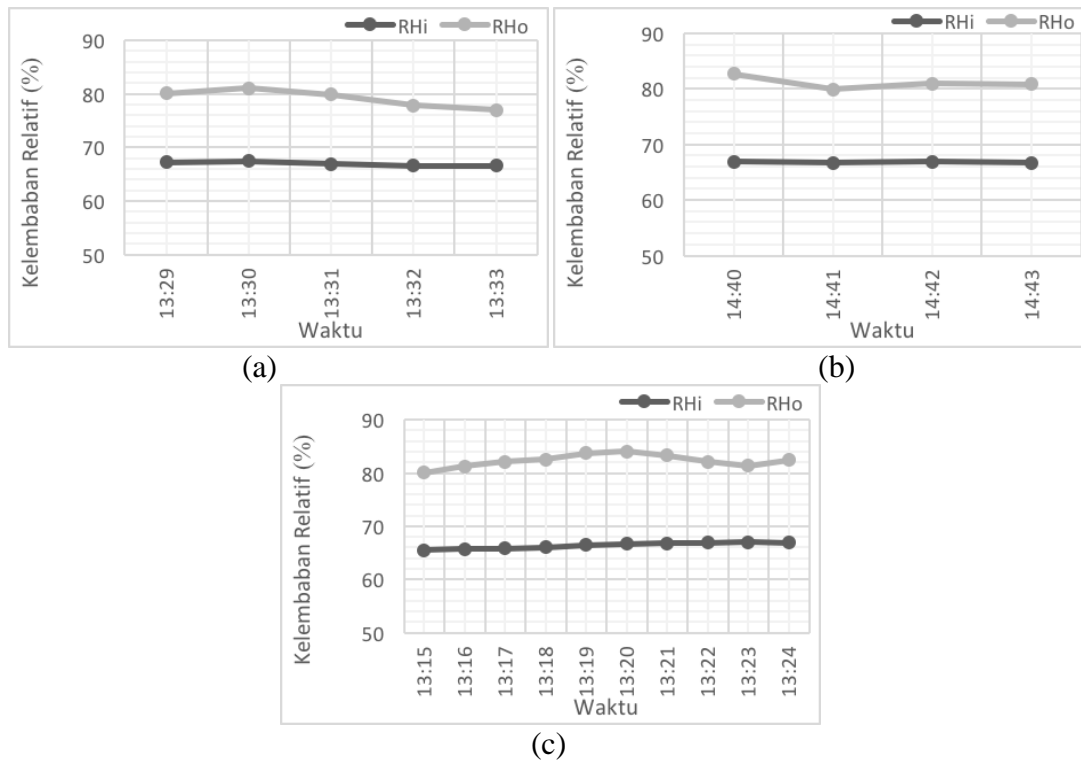 RHi RHo
Kelembaban Relatif (%)
90
80
70
60
50
13:29 13:30 13:31 13:32 13:33
Waktu
(a)
RHi RHo
Kelembaban Relatif (%)
90
80
70
60
50
14:40 14:41 14:42 14:43
Waktu
(b)
RHi RHo
Kelembaban Relatif (%)
90
80
70
60
50
13:15 13:16 13:17 13:18 13:19 13:20 13:21 13:22 13:23 13:24
Waktu
(c)